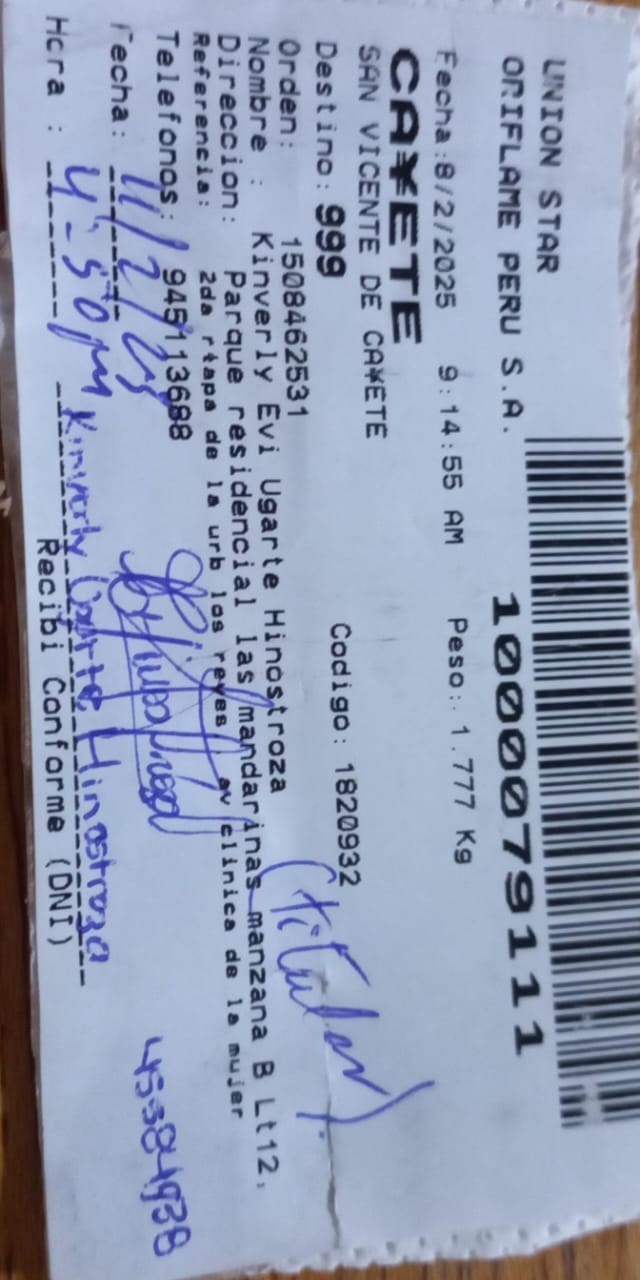 UNION STAR
ORIFLAME PERU S.A. 1000079111
Fecha:8/2/2025 9:14:55 AM Peso: 1.777 Kg
CA¥ETE
SAN VICENTE DE CA¥ETE
Destino: 999 Codigo: 1820932
Orden: 1508462531 (titular).
Nombre : Kinverly Evi Ugarte Hinostroza
Direccion: Parque residencial las mandarinas manzana B Lt12.
Referencia: 2da rtapa de la urb los reyes av clinica de la mujer
Telefonos: 945113688
Fecha: 11/2/25 45584938
Hora : 4:50 pm Kinverly Ugarte Hinostroza
Recibi Conforme (DNI)